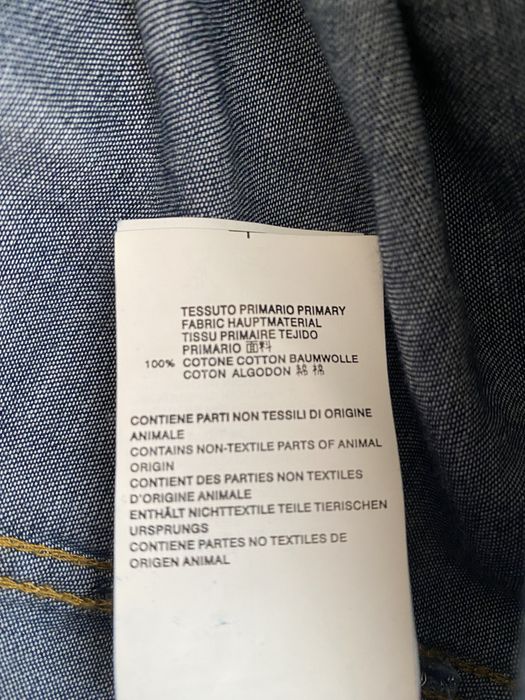 TESSUTO PRIMARIO PRIMARY
FABRIC HAUPTMATERIAL
TISSU PRIMAIRE TEJIDO
PRIMARIO 面料
100% COTONE COTTON BAUMWOLLE
COTON ALGODON 綿 棉
CONTIENE PARTI NON TESSILI DI ORIGINE
ANIMALE
CONTAINS NON-TEXTILE PARTS OF ANIMAL
ORIGIN
CONTIENT DES PARTIES NON TEXTILES
D'ORIGINE ANIMALE
ENTHÄLT NICHTTEXTILE TEILE TIERISCHEN
URSPRUNGS
CONTIENE PARTES NO TEXTILES DE
ORIGEN ANIMAL